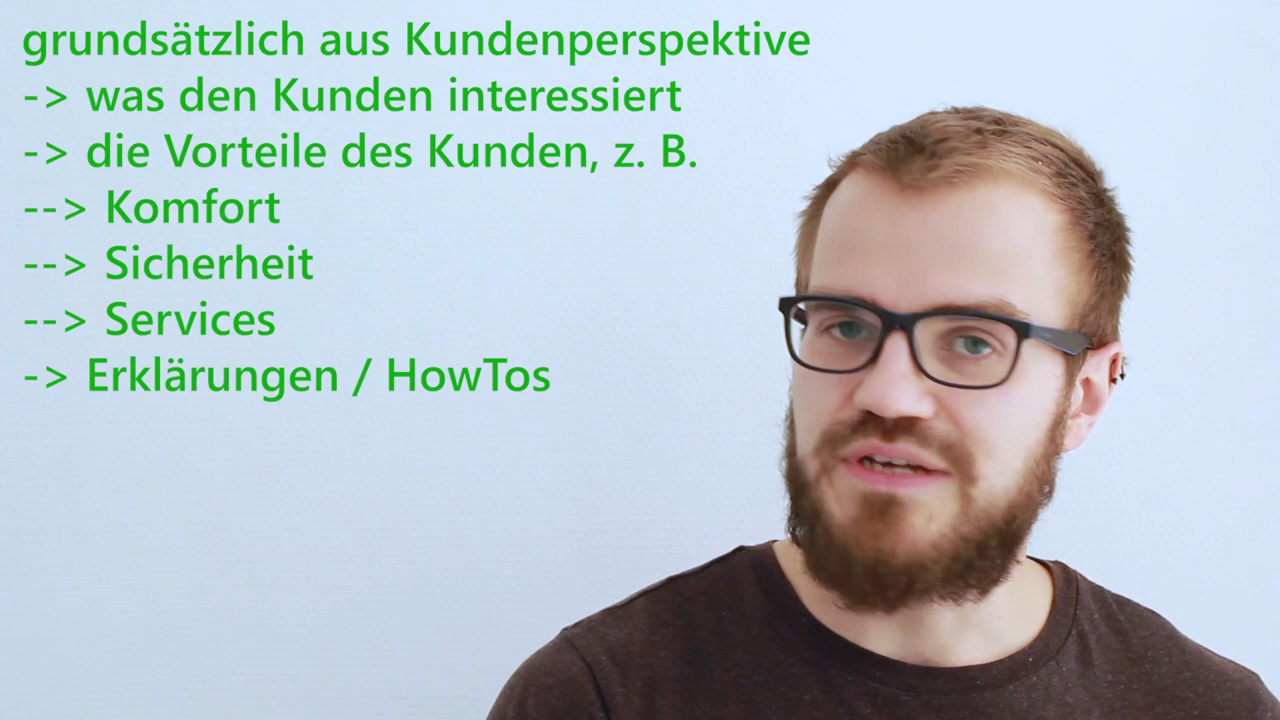 grundsätzlich aus Kundenperspektive
-> was den Kunden interessiert
-> die Vorteile des Kunden, z. B.
--> Komfort
--> Sicherheit
--> Services
-> Erklärungen / HowTos